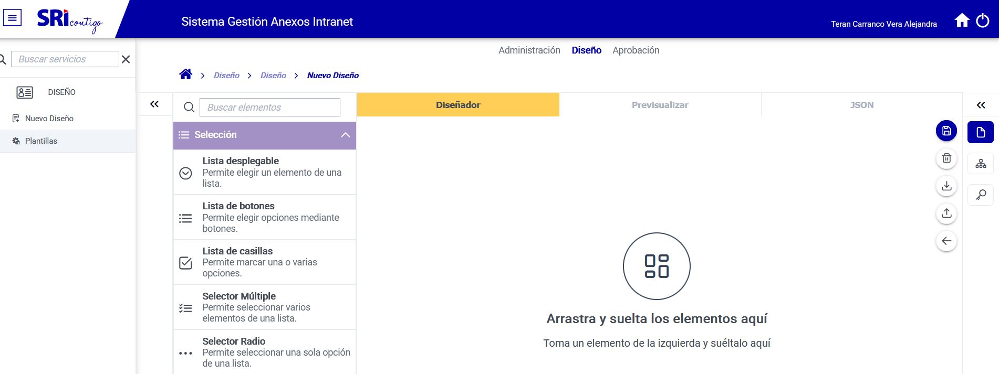 SRi contigo
Sistema Gestión Anexos Intranet
Teran Carranco Vera Alejandra
Buscar servicios
DISEÑO
Nuevo Diseño
Plantillas
Administración Diseño Aprobación
Diseño > Diseño > Nuevo Diseño
Buscar elementos
Selección
Lista desplegable
Permite elegir un elemento de una
lista.
Lista de botones
Permite elegir opciones mediante
botones.
Lista de casillas
Permite marcar una o varias
opciones.
Selector Múltiple
Permite seleccionar varios
elementos de una lista.
Selector Radio
Permite seleccionar una sola opción
de una lista.
Diseñador Previsualizar JSON
Arrastra y suelta los elementos aquí
Toma un elemento de la izquierda y suéltalo aquí